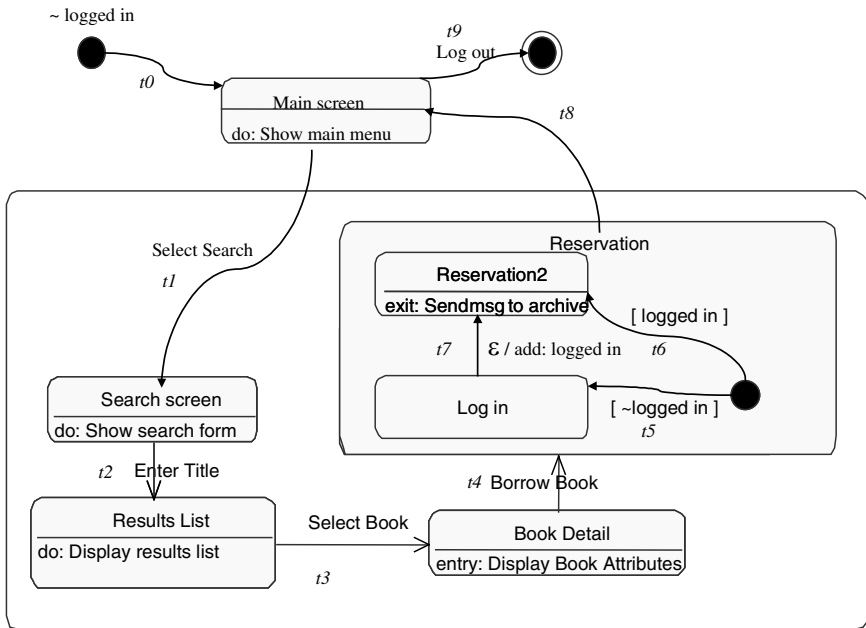 ~ logged in
t0
t9
Log out
Main screen
do: Show main menu
t8
Select Search
t1
Reservation
Reservation2
exit: Sendmsg to archive
[ logged in ]
t6
t7
ε / add: logged in
Log in
[ ~logged in ]
t5
Search screen
do: Show search form
t2
Enter Title
t4
Borrow Book
Results List
do: Display results list
Select Book
t3
Book Detail
entry: Display Book Attributes